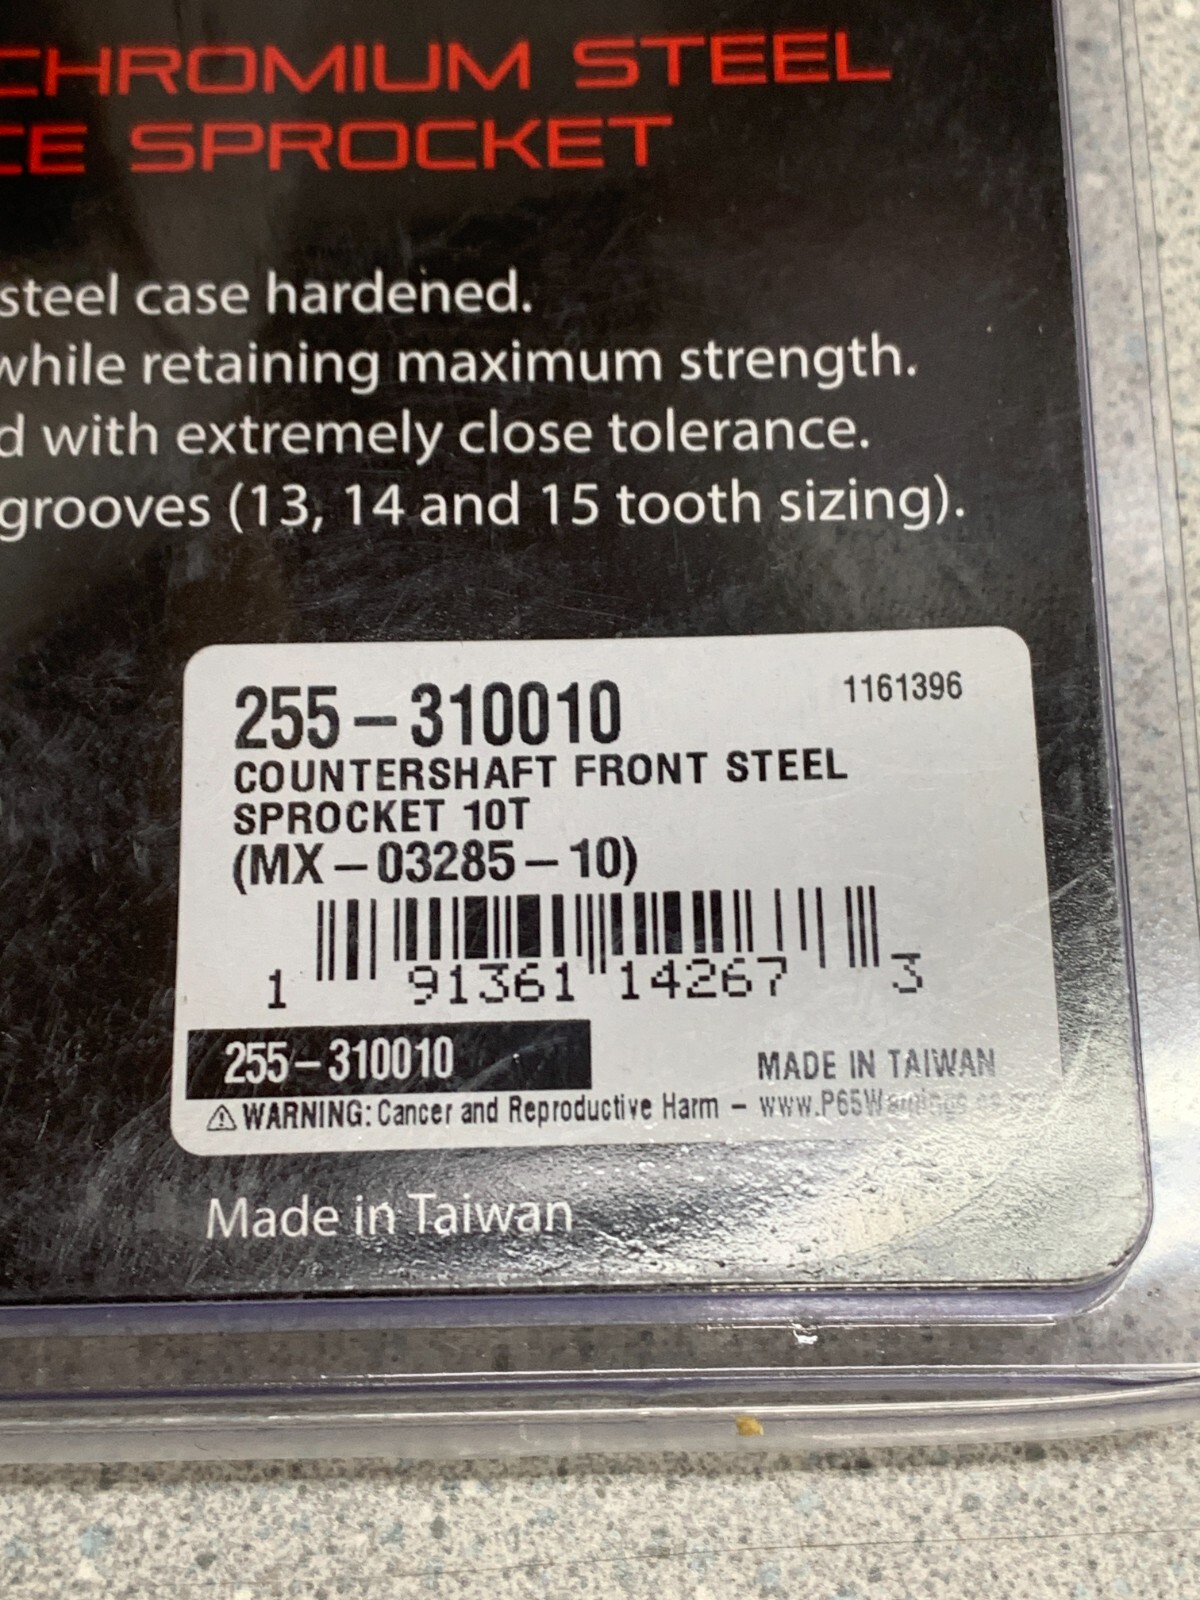 CHROMIUM STEEL
CE SPROCKET
steel case hardened.
while retaining maximum strength.
d with extremely close tolerance.
grooves (13, 14 and 15 tooth sizing).
255-310010 1161396
COUNTERSHAFT FRONT STEEL
SPROCKET 10T
(MX-03285-10)
1 91361 14267 3
255-310010 MADE IN TAIWAN
⚠ WARNING: Cancer and Reproductive Harm -
Made in Taiwan